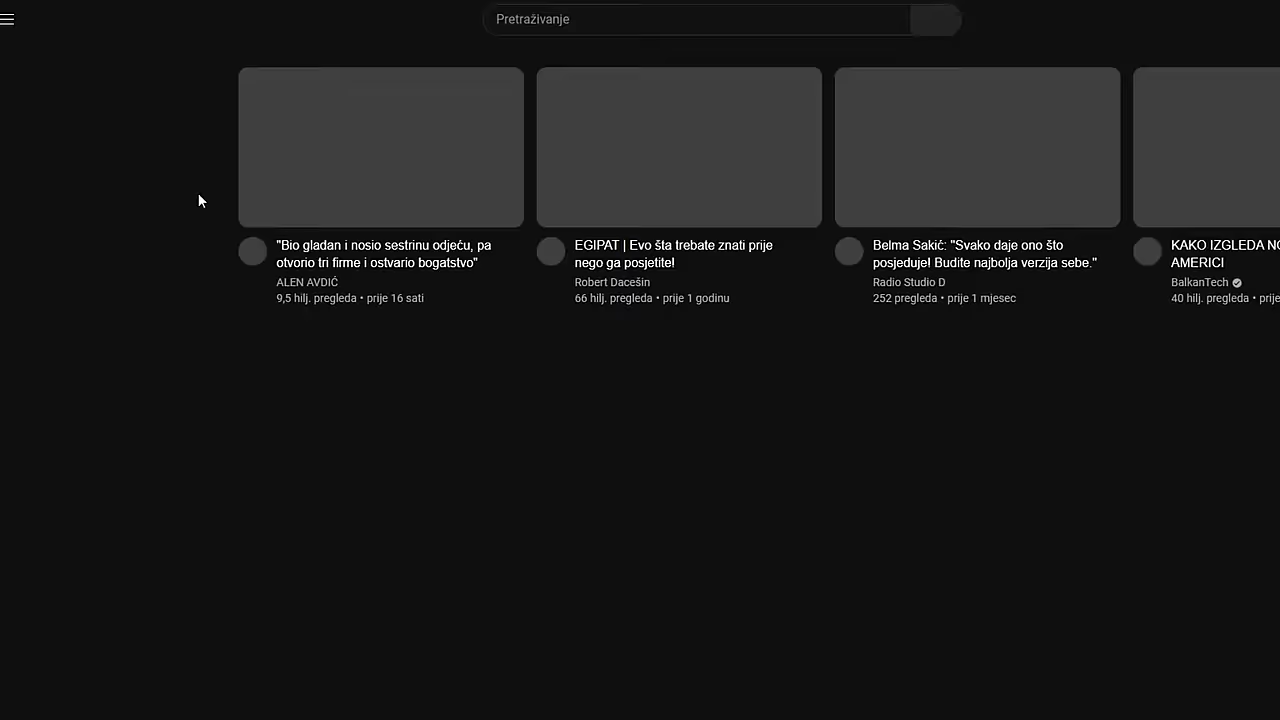 Pretraživanje
"Bio gladan i nosio sestrinu odjeću, pa
otvorio tri firme i ostvario bogatstvo"
ALEN AVDIĆ
9,5 hilj. pregleda • prije 16 sati
EGIPAT | Evo šta trebate znati prije
nego ga posjetite!
Robert Dacešin
66 hilj. pregleda • prije 1 godinu
Belma Sakić: "Svako daje ono što
posjeduje! Budite najbolja verzija sebe."
Radio Studio D
252 pregleda • prije 1 mjesec
KAKO IZGLEDA
AMERICI
BalkanTech
40 hilj. pregleda • prije